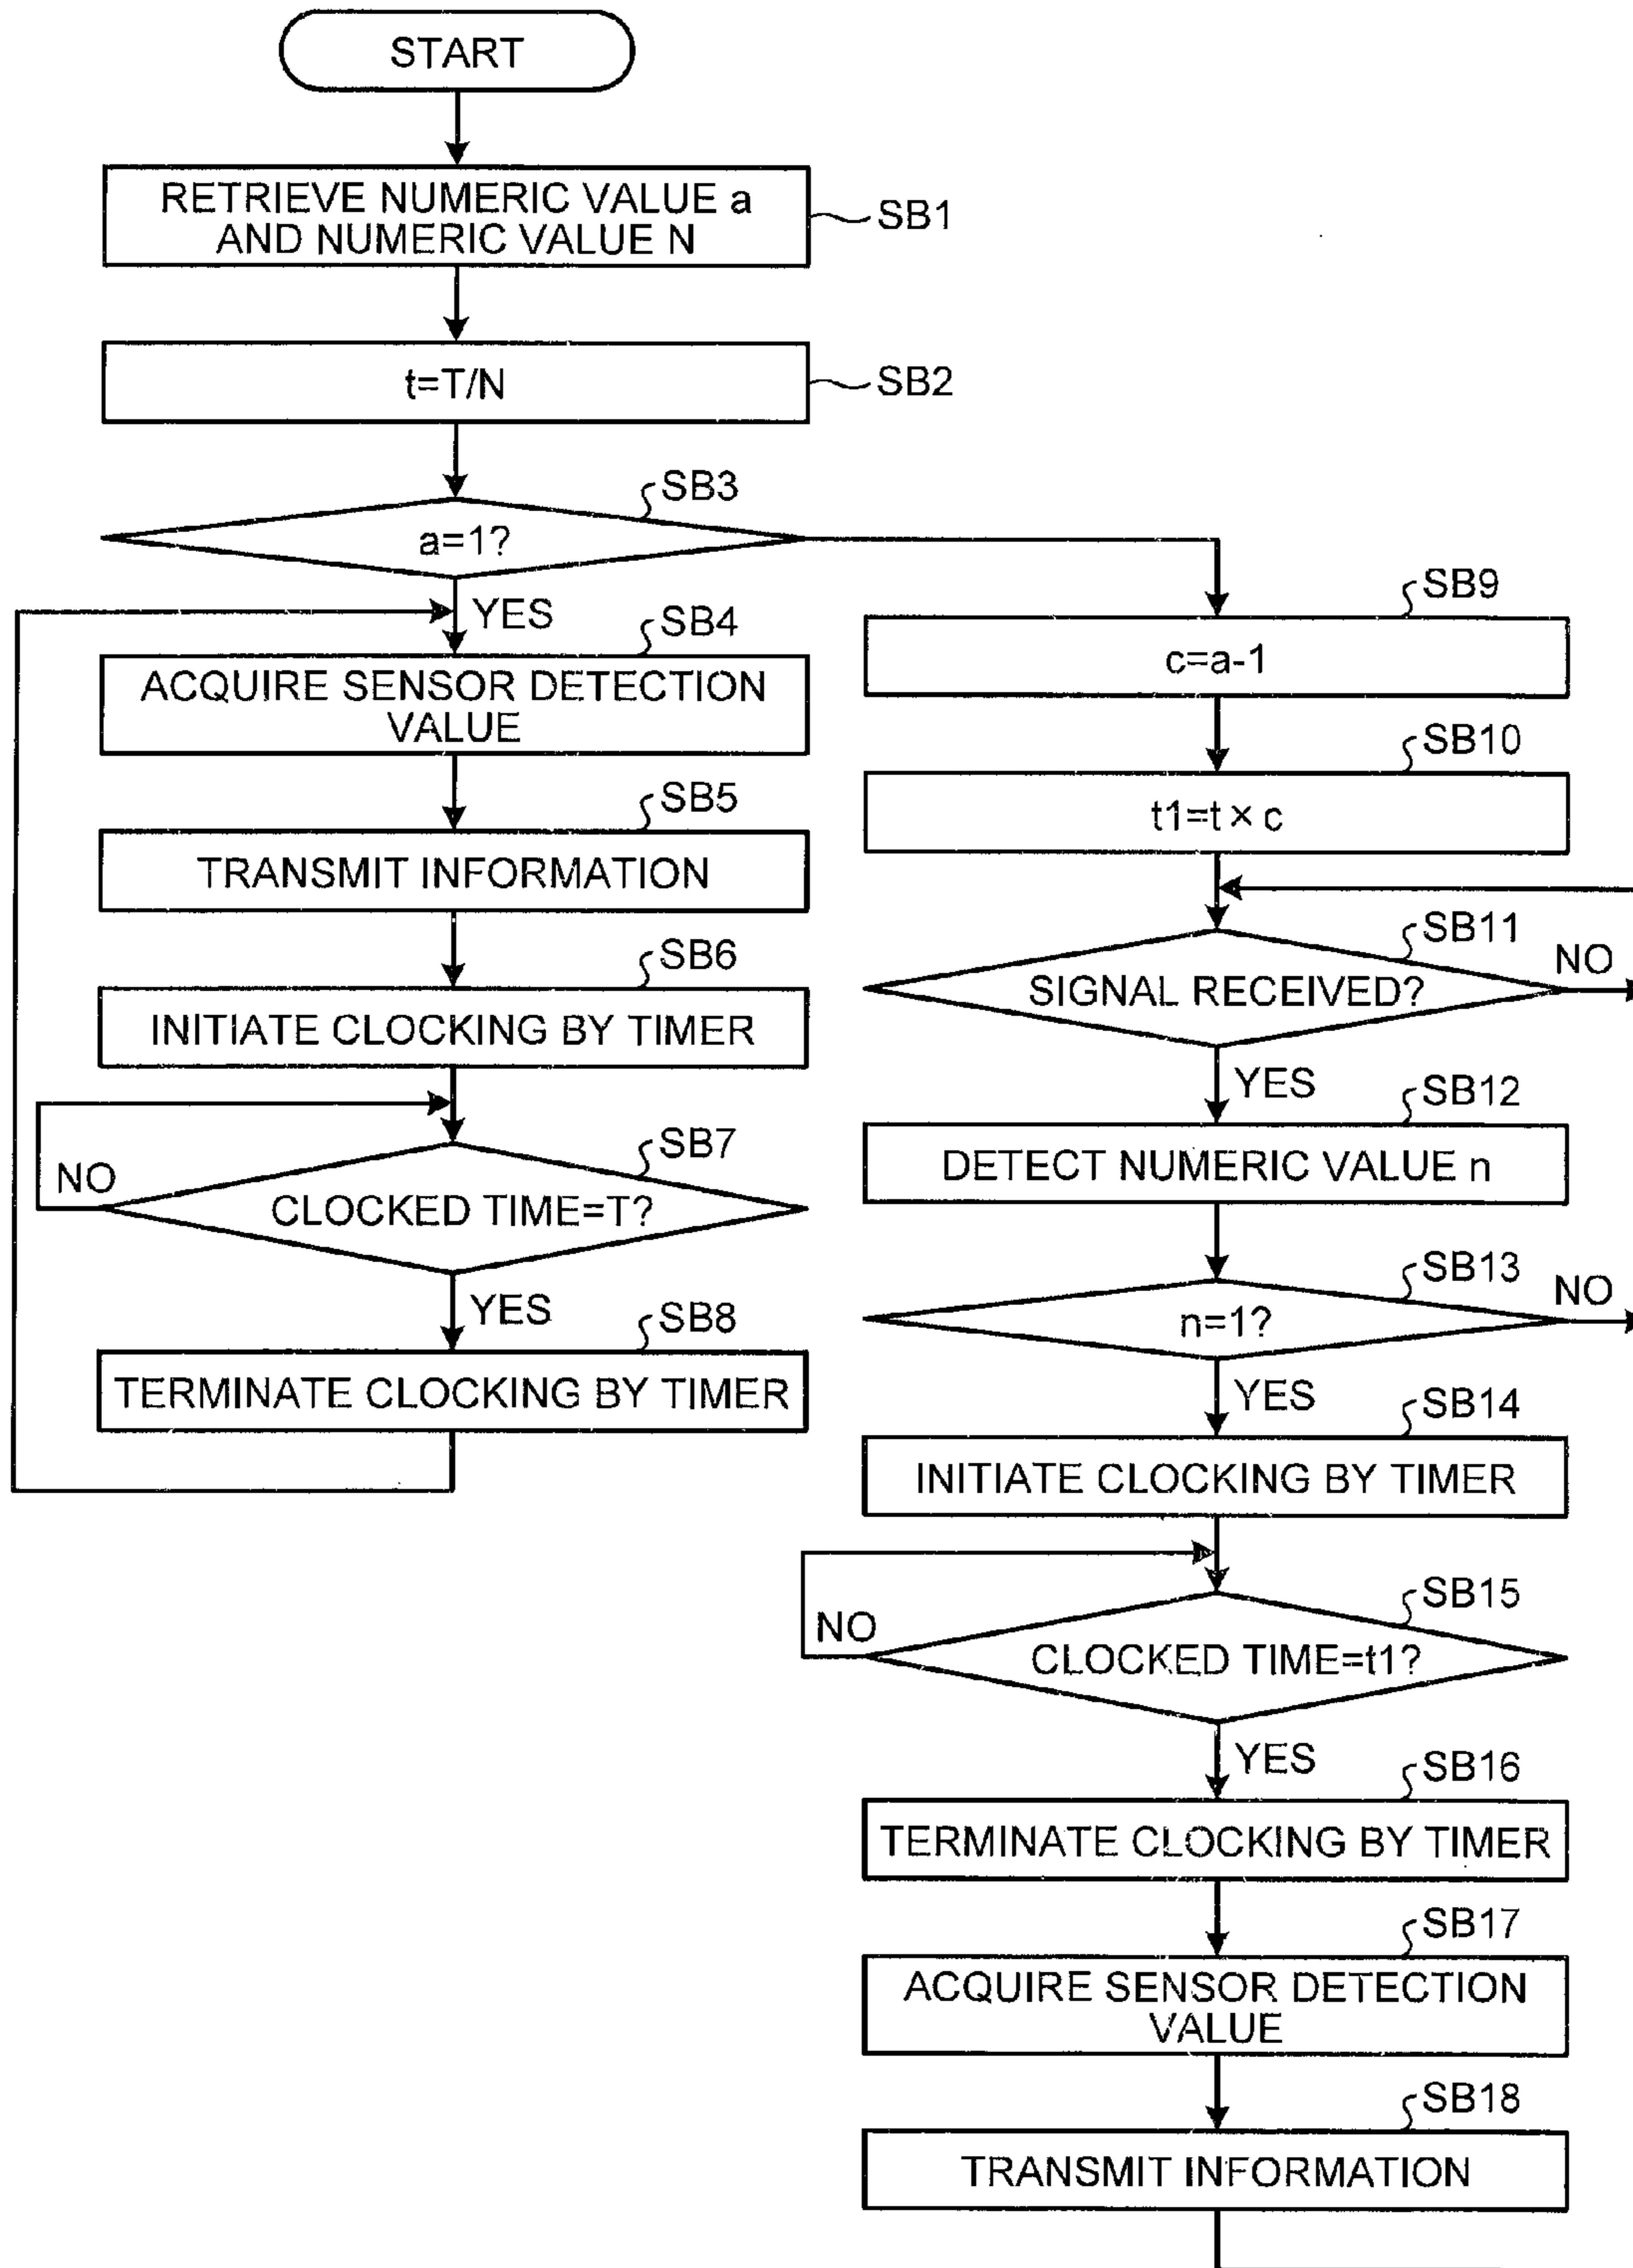 START
RETRIEVE NUMERIC VALUE a
AND NUMERIC VALUE N
SB1
t=T/N
SB2
SB3
a=1?
YES
SB4
ACQUIRE SENSOR DETECTION
VALUE
SB5
TRANSMIT INFORMATION
SB6
INITIATE CLOCKING BY TIMER
SB7
NO
CLOCKED TIME=T?
YES
SB8
TERMINATE CLOCKING BY TIMER
SB9
c=a-1
SB10
t1=t×c
SB11
NO
SIGNAL RECEIVED?
YES
SB12
DETECT NUMERIC VALUE n
SB13
NO
n=1?
YES
SB14
INITIATE CLOCKING BY TIMER
SB15
NO
CLOCKED TIME=t1?
YES
SB16
TERMINATE CLOCKING BY TIMER
SB17
ACQUIRE SENSOR DETECTION
VALUE
SB18
TRANSMIT INFORMATION